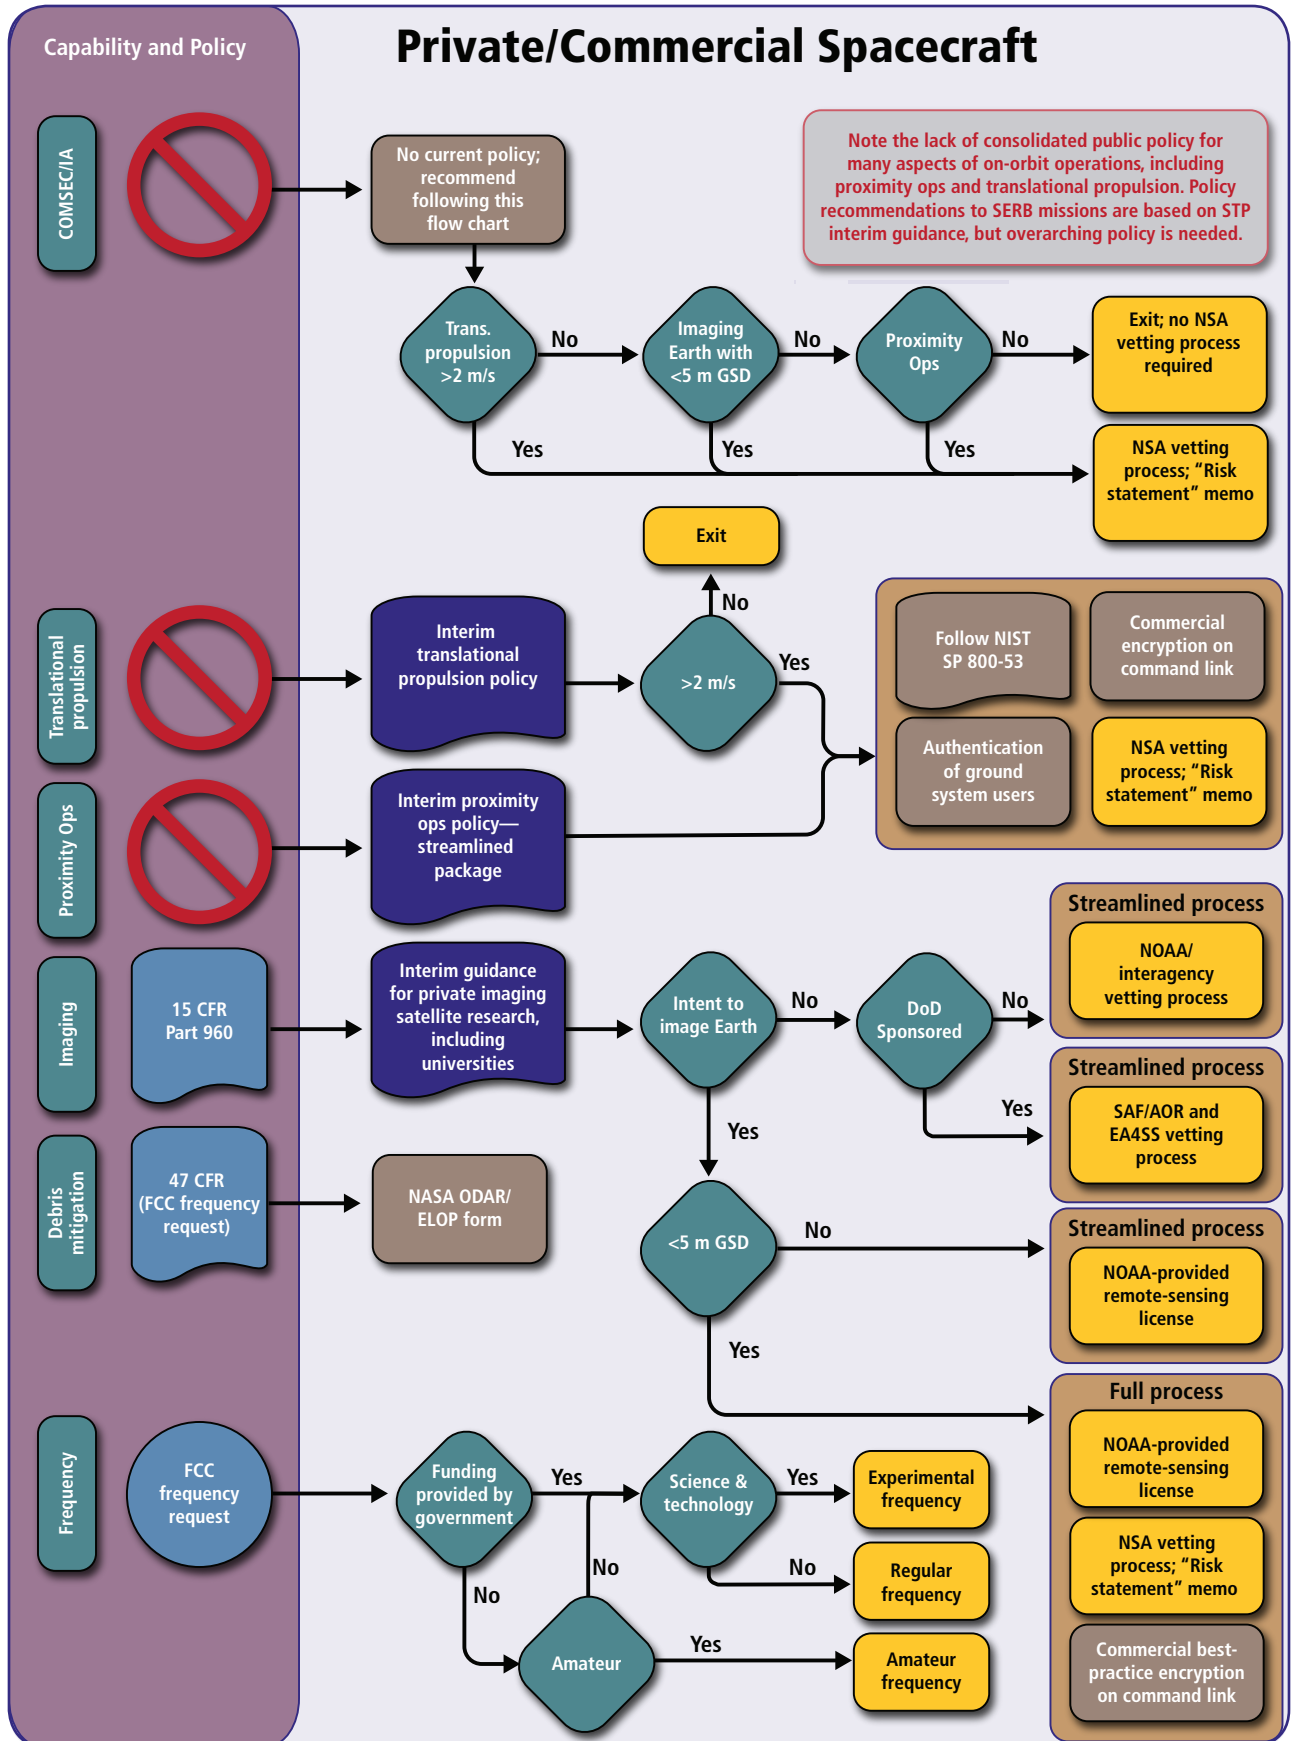 Capability and Policy
Private/Commercial Spacecraft
COMSEC/IA
No current policy;
recommend
following this
flow chart
Note the lack of consolidated public policy for
many aspects of on-orbit operations, including
proximity ops and translational propulsion. Policy
recommendations to SERB missions are based on STP
interim guidance, but overarching policy is needed.
Trans.
propulsion
>2 m/s
No
Imaging
Earth with
<5 m GSD
No
Proximity
Ops
No
Exit; no NSA
vetting process
required
Yes
Yes
Yes
NSA vetting
process; “Risk
statement” memo
Exit
No
Translational
propulsion
Interim
translational
propulsion policy
>2 m/s
Yes
Follow NIST
SP 800-53
Commercial
encryption on
command link
Authentication
of ground
system users
NSA vetting
process; “Risk
statement” memo
Proximity Ops
Interim proximity
ops policy—
streamlined
package
Imaging
15 CFR
Part 960
Interim guidance
for private imaging
satellite research,
including
universities
Intent to
image Earth
No
DoD
Sponsored
No
Streamlined process
NOAA/
interagency
vetting process
Yes
Yes
Streamlined process
SAF/AOR and
EA4SS vetting
process
Debris
mitigation
47 CFR
(FCC frequency
request)
NASA ODAR/
ELOP form
<5 m GSD
No
Streamlined process
NOAA-provided
remote-sensing
license
Yes
Full process
NOAA-provided
remote-sensing
license
NSA vetting
process; “Risk
statement” memo
Commercial best-
practice encryption
on command link
Frequency
FCC
frequency
request
Funding
provided by
government
Yes
Science &
technology
Yes
Experimental
frequency
No
No
No
Regular
frequency
Amateur
Yes
Amateur
frequency